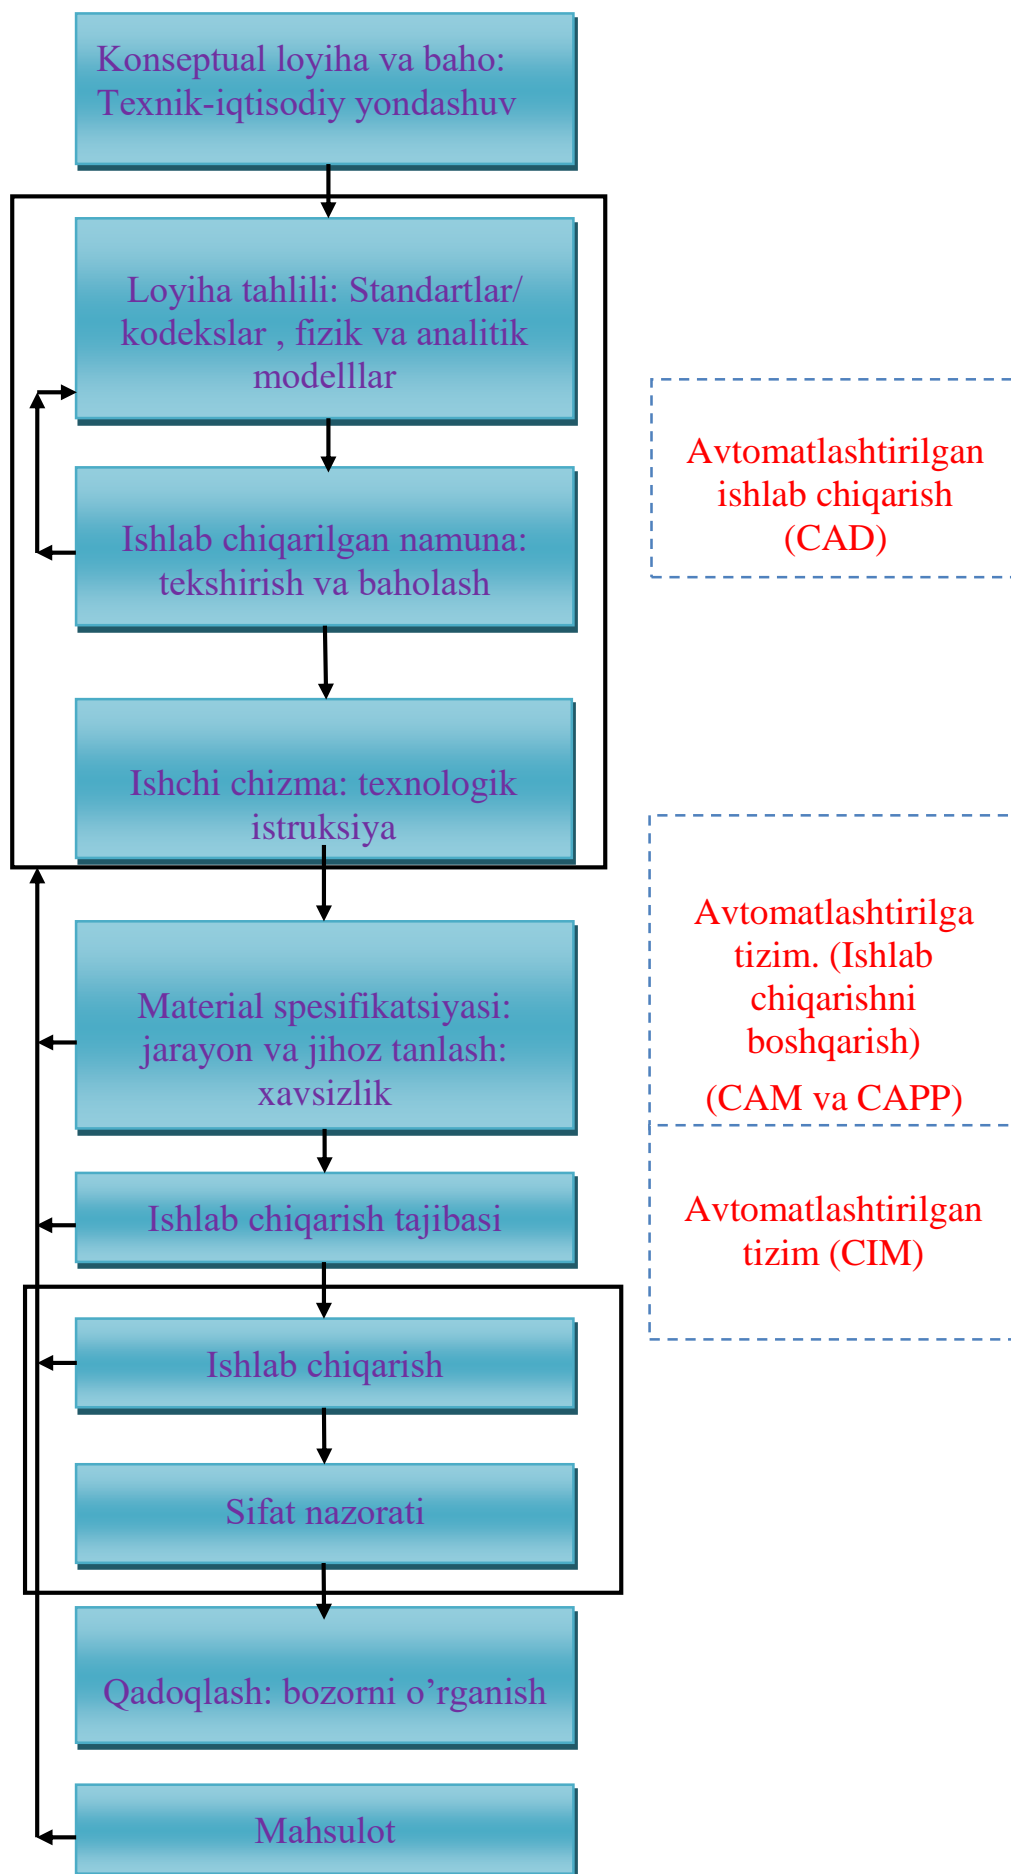 Konseptual loyiha va baho:
Texnik-iqtisodiy yondashuv
Loyiha tahlili: Standartlar/
kodekslar , fizik va analitik
modelllar
Ishlab chiqarilgan namuna:
tekshirish va baholash
Ishchi chizma: texnologik
istruksiya
Material spesifikatsiyasi:
jarayon va jihoz tanlash:
xavsizlik
Ishlab chiqarish tajibasi
Ishlab chiqarish
Sifat nazorati
Qadoqlash: bozorni o’rganish
Mahsulot
Avtomatlashtirilgan
ishlab chiqarish
(CAD)
Avtomatlashtirilga
tizim. (Ishlab
chiqarishni
boshqarish)
(CAM va CAPP)
Avtomatlashtirilgan
tizim (CIM)